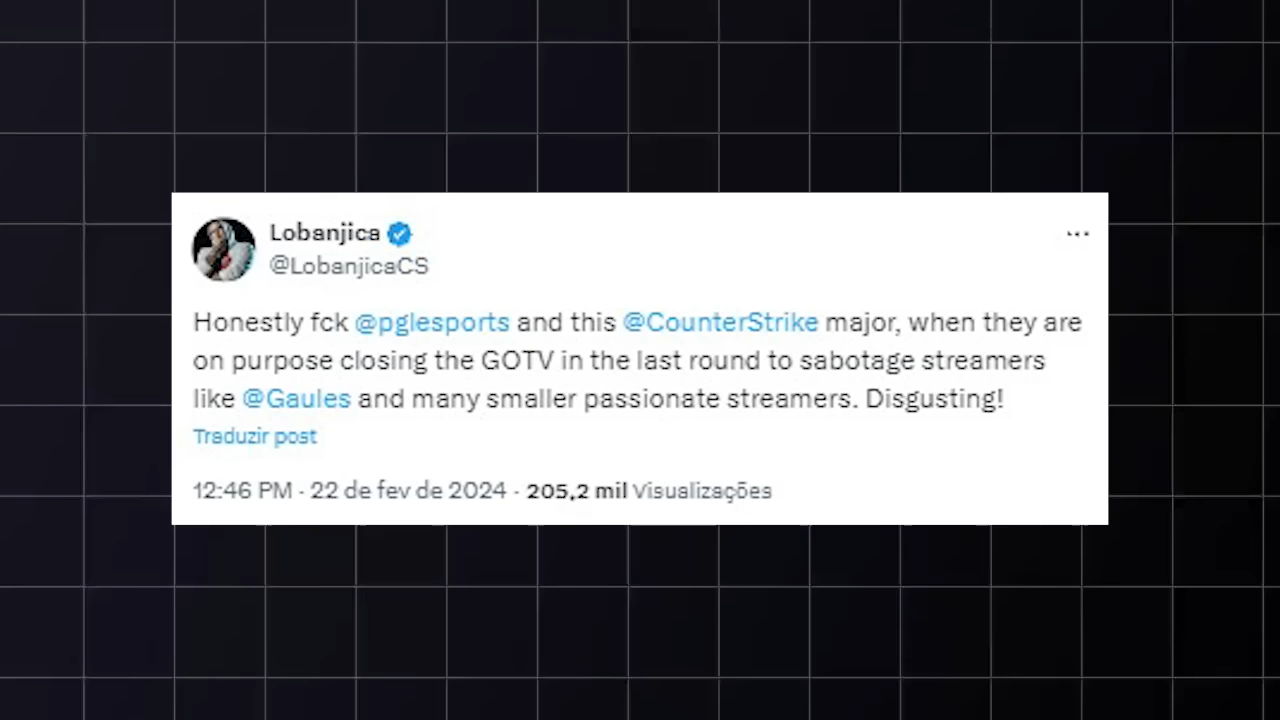 Lobanjica
@LobanjicaCS
Honestly fck @pglesports and this @CounterStrike major, when they are
on purpose closing the GOTV in the last round to sabotage streamers
like @Gaules and many smaller passionate streamers. Disgusting!
Traduzir post
12:46 PM · 22 de fev de 2024 · 205,2 mil Visualizações